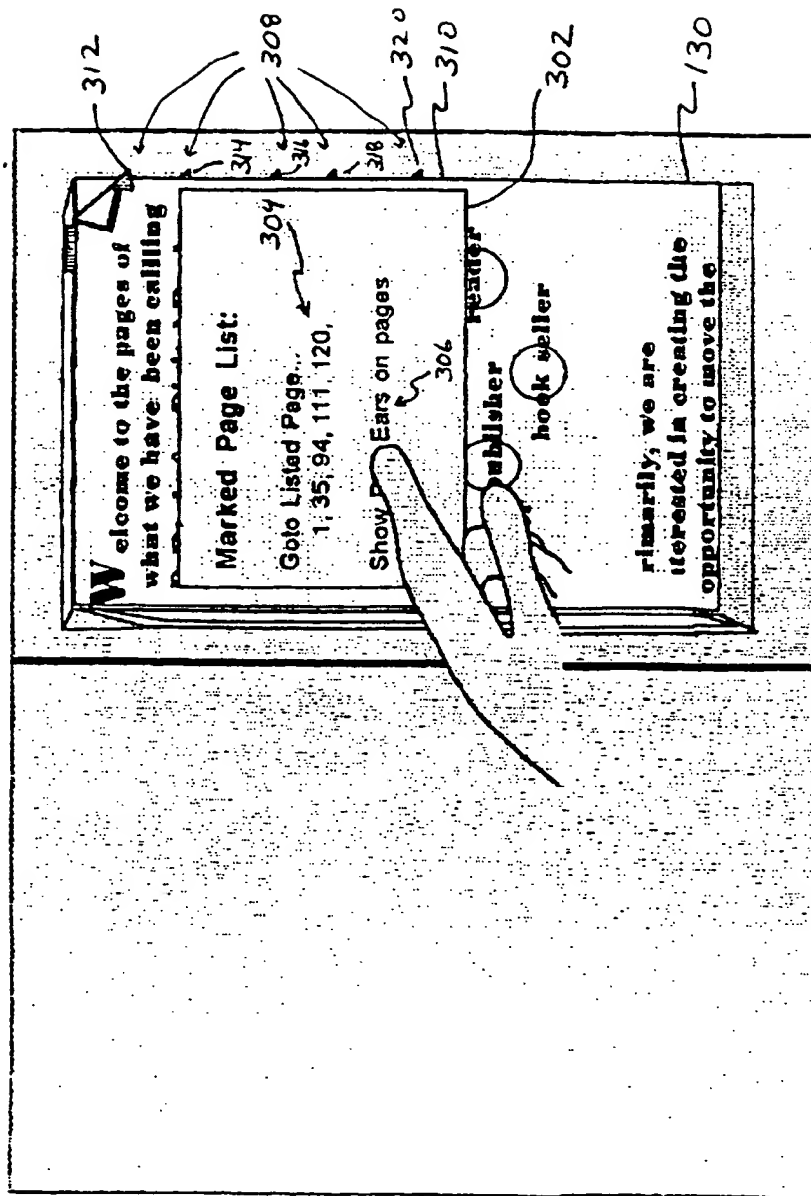 Welcome to the pages of
what we have been callling
Marked Page List:
Goto Listed Page...
1, 35, 94, 111, 120,
Show Ears on pages
reader
publisher
book seller
rimarily, we are
terested in creating the
opportunity to move the
304
306
312
308
314
316
318
320
310
302
130